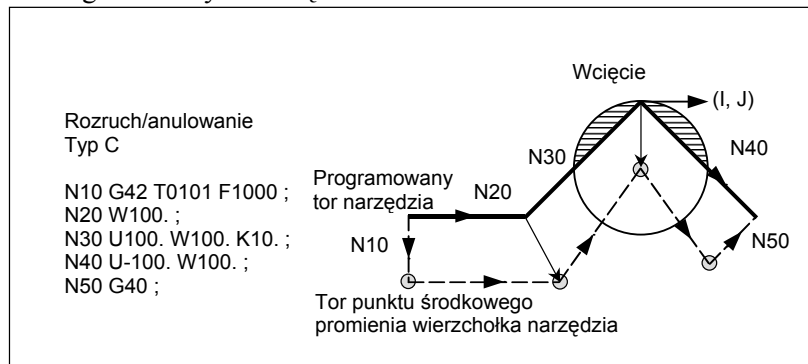 Rozruch/anulowanie
Typ C
N10 G42 T0101 F1000 ;
N20 W100. ;
N30 U100. W100. K10. ;
N40 U-100. W100. ;
N50 G40 ;
Wcięcie
(I, J)
N30
N40
Programowany
tor narzędzia
N20
N10
N50
Tor punktu środkowego
promienia wierzchołka narzędzia